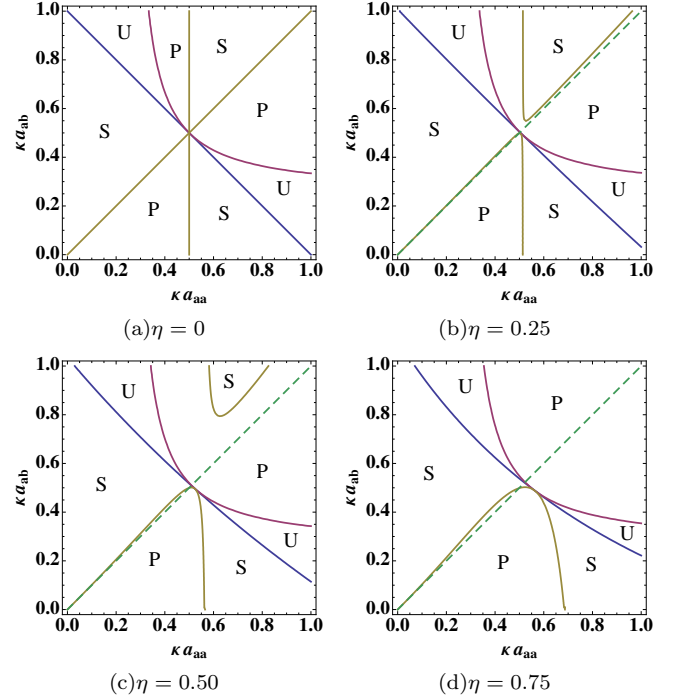 1.0 0.8 0.6 0.4 0.2 0.0
κ a_ab
U P S
S P
P S U
0.0 0.2 0.4 0.6 0.8 1.0
κ a_aa
(a)η = 0
1.0 0.8 0.6 0.4 0.2 0.0
κ a_ab
U S
S P
P S U
0.0 0.2 0.4 0.6 0.8 1.0
κ a_aa
(b)η = 0.25
1.0 0.8 0.6 0.4 0.2 0.0
κ a_ab
U S
S P
P S U
0.0 0.2 0.4 0.6 0.8 1.0
κ a_aa
(c)η = 0.50
1.0 0.8 0.6 0.4 0.2 0.0
κ a_ab
U P
S
P S U
0.0 0.2 0.4 0.6 0.8 1.0
κ a_aa
(d)η = 0.75